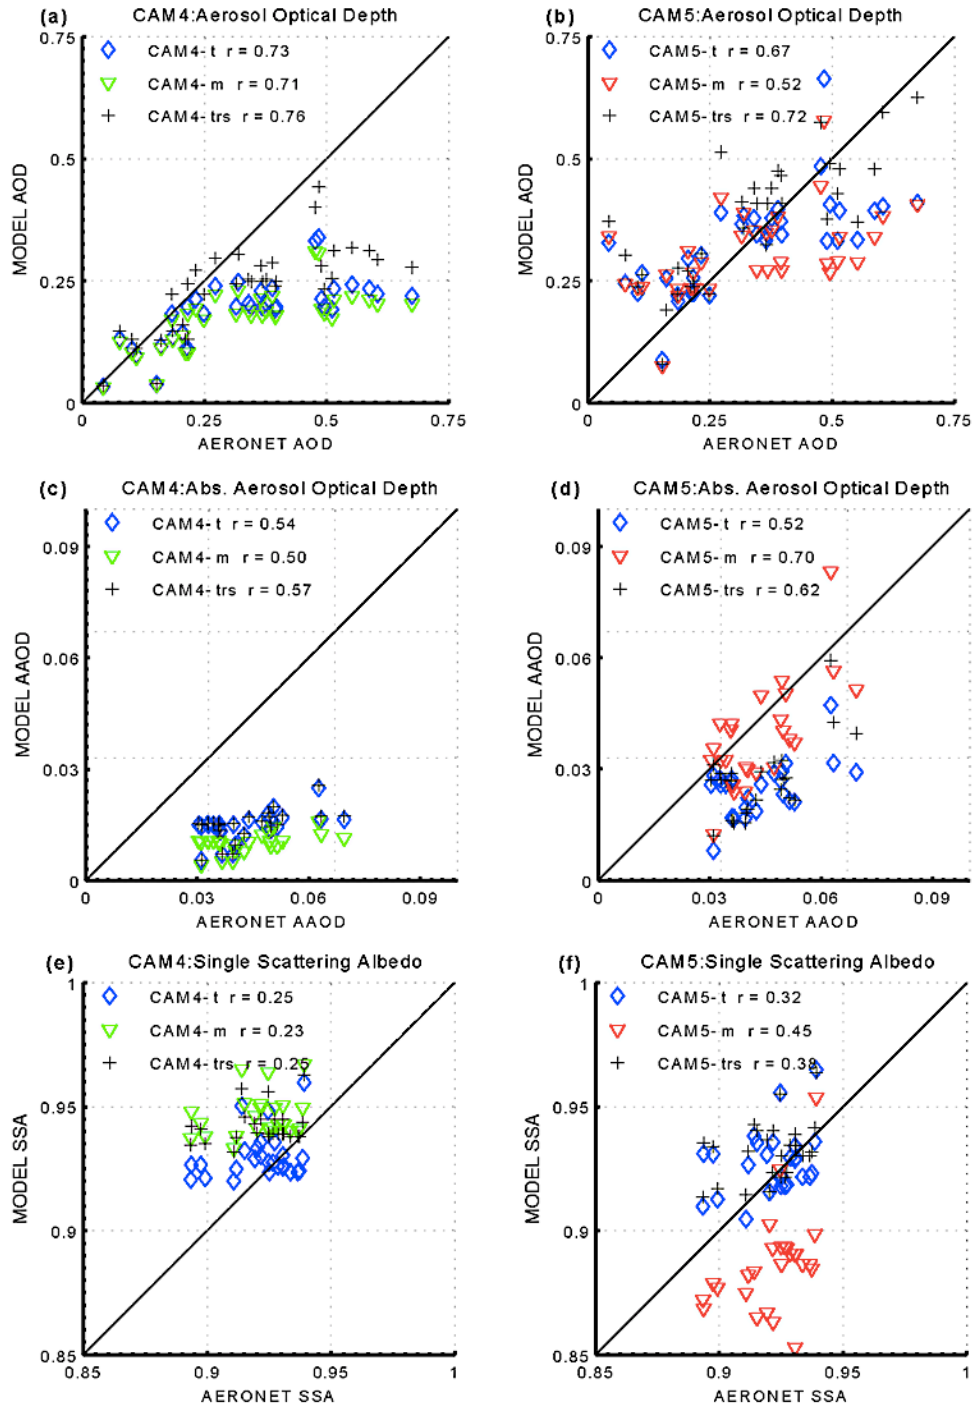 (a) CAM4:Aerosol Optical Depth
0.75
CAM4-t r = 0.73
CAM4-m r = 0.71
CAM4-trs r = 0.76
0.5
0.25
0
MODEL AOD
0 0.25 0.5 0.75
AERONET AOD
(b) CAM5:Aerosol Optical Depth
0.75
CAM5-t r = 0.67
CAM5-m r = 0.52
CAM5-trs r = 0.72
0.5
0.25
0
MODEL AOD
0 0.25 0.5 0.75
AERONET AOD
(c) CAM4:Abs. Aerosol Optical Depth
CAM4-t r = 0.54
CAM4-m r = 0.50
CAM4-trs r = 0.57
0.09
0.06
0.03
0
MODEL AAOD
0 0.03 0.06 0.09
AERONET AAOD
(d) CAM5:Abs. Aerosol Optical Depth
CAM5-t r = 0.52
CAM5-m r = 0.70
CAM5-trs r = 0.62
0.09
0.06
0.03
0
MODEL AAOD
0 0.03 0.06 0.09
AERONET AAOD
(e) CAM4:Single Scattering Albedo
1
CAM4-t r = 0.25
CAM4-m r = 0.23
CAM4-trs r = 0.25
0.95
0.9
0.85
MODEL SSA
0.85 0.9 0.95 1
AERONET SSA
(f) CAM5:Single Scattering Albedo
1
CAM5-t r = 0.32
CAM5-m r = 0.45
CAM5-trs r = 0.38
0.95
0.9
0.85
MODEL SSA
0.85 0.9 0.95 1
AERONET SSA